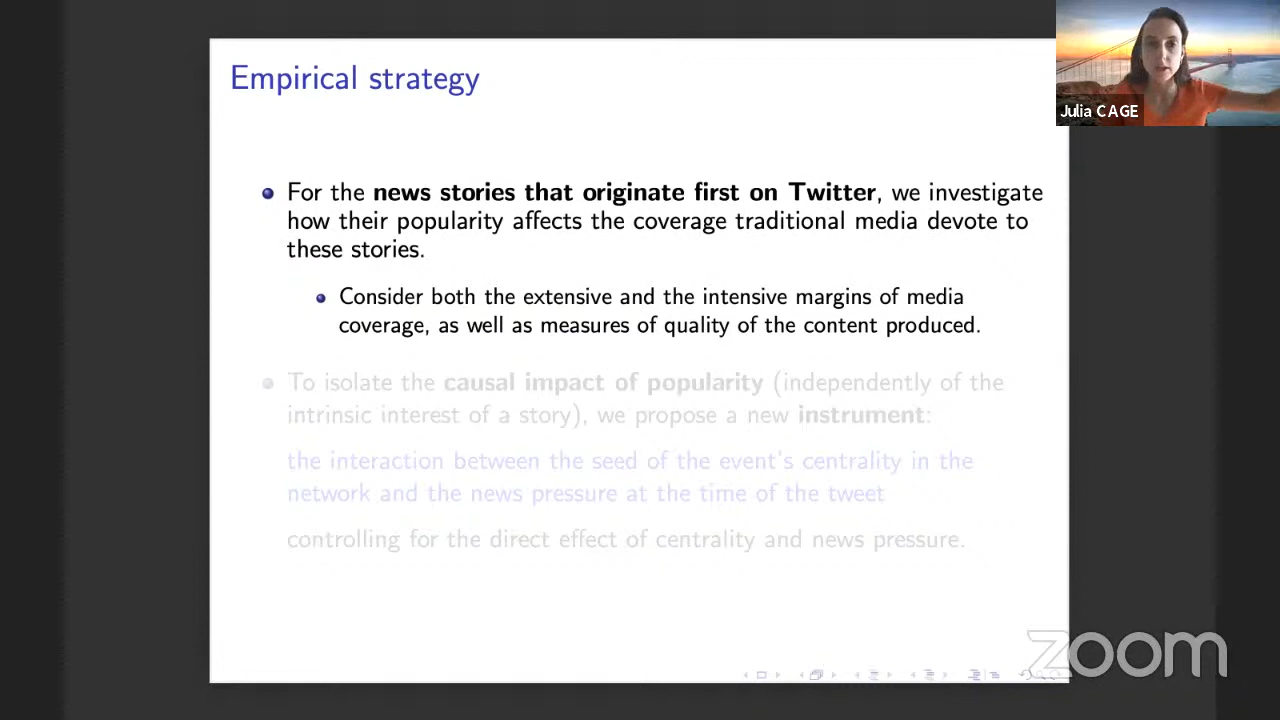 Empirical strategy
Julia CAGE
For the news stories that originate first on Twitter, we investigate
how their popularity affects the coverage traditional media devote to
these stories.
Consider both the extensive and the intensive margins of media
coverage, as well as measures of quality of the content produced.
To isolate the causal impact of popularity (independently of the
intrinsic interest of a story), we propose a new instrument:
the interaction between the seed of the event's centrality in the
network and the news pressure at the time of the tweet
controlling for the direct effect of centrality and news pressure.
zoom